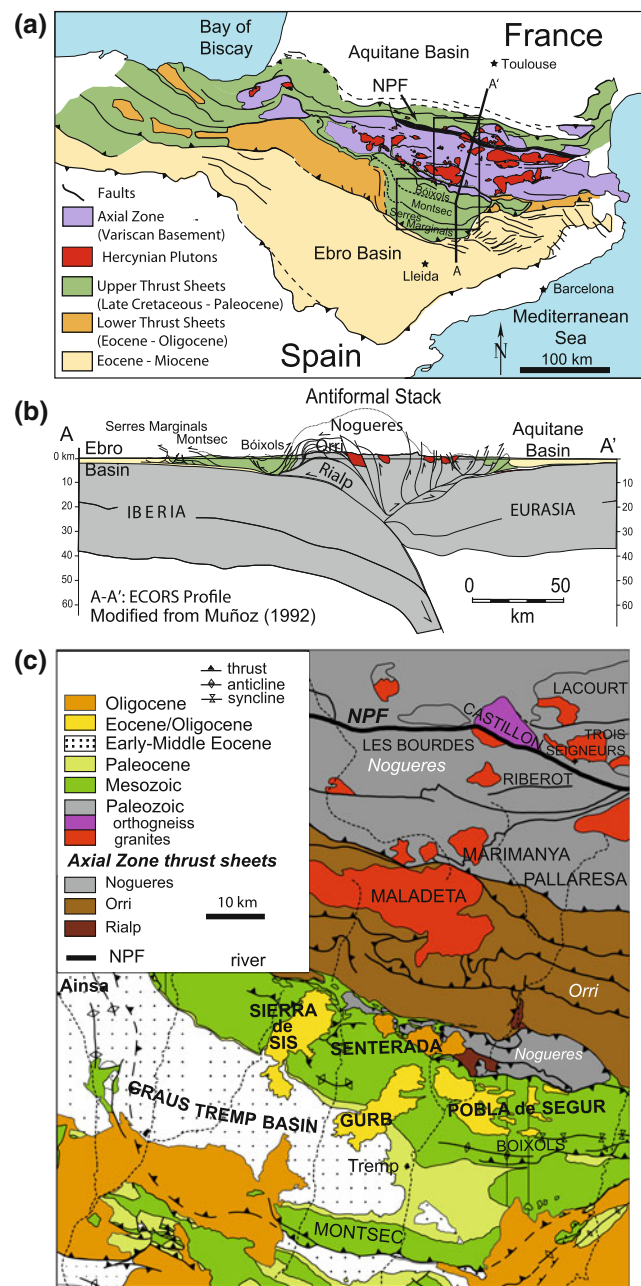 (a)
Bay of
Biscay
France
Aquitane Basin
Toulouse
NPF
A'
Bóixols
Montsec
Serres
Marginals
Ebro Basin
Lleida
A
Barcelona
Mediterranean
Sea
Spain
N
100 km
Faults
Axial Zone
(Variscan Basement)
Hercynian Plutons
Upper Thrust Sheets
(Late Cretaceous - Paleocene)
Lower Thrust Sheets
(Eocene - Oligocene)
Eocene - Miocene
(b)
Antiformal Stack
A
Serres Marginals
Montsec
Bóixols
Nogueres
Orri
Rialp
Aquitane
Basin
A'
Ebro
Basin
0 km
10
20
30
40
50
60
10
20
30
40
50
60
IBERIA
EURASIA
0
50
km
A-A': ECORS Profile
Modified from Muñoz (1992)
(c)
thrust
anticline
syncline
Oligocene
Eocene/Oligocene
Early-Middle Eocene
Paleocene
Mesozoic
Paleozoic
orthogneiss
granites
Axial Zone thrust sheets
Nogueres
Orri
Rialp
10 km
NPF
river
LACOURT
NPF
CASTILLON
LES BOURDES
TROIS
SEIGNEURS
Nogueres
RIBEROT
MARIMANYA
PALLARESA
MALADETA
Orri
Ainsa
SIERRA
de
SIS
SENTERADA
Nogueres
GRAUS TREMP BASIN
GURB
POBLA de SEGUR
BOIXOLS
Tremp
MONTSEC